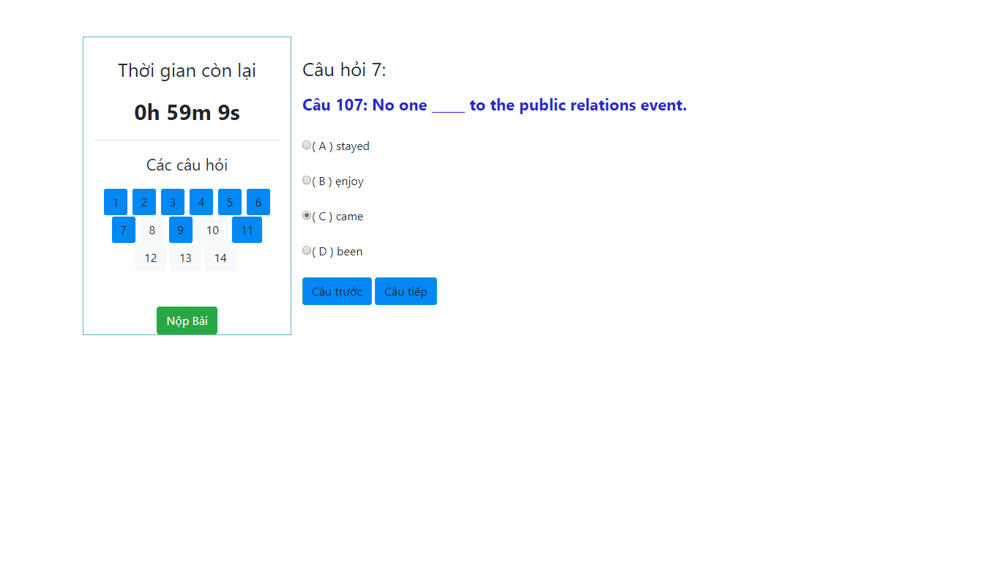 Thời gian còn lại
0h 59m 9s
Các câu hỏi
1 2 3 4 5 6
7 8 9 10 11
12 13 14
Nộp Bài
Câu hỏi 7:
Câu 107: No one _____ to the public relations event.
( A ) stayed
( B ) ẹnjoy
( C ) came
( D ) been
Câu trước Câu tiếp